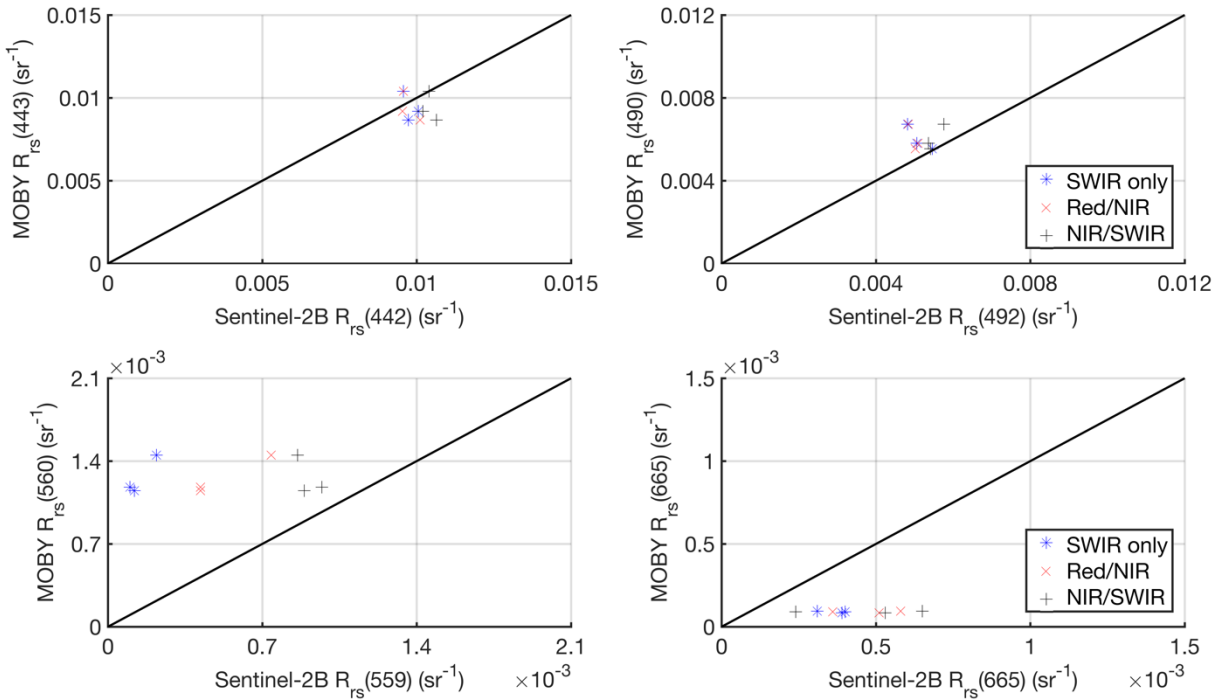 0.015
0.01
0.005
0
MOBY R_rs(443) (sr^-1)
0 0.005 0.01 0.015
Sentinel-2B R_rs(442) (sr^-1)
0.012
0.008
0.004
0
MOBY R_rs(490) (sr^-1)
SWIR only
Red/NIR
NIR/SWIR
0 0.004 0.008 0.012
Sentinel-2B R_rs(492) (sr^-1)
×10^-3
2.1
1.4
0.7
0
MOBY R_rs(560) (sr^-1)
0 0.7 1.4 2.1
Sentinel-2B R_rs(559) (sr^-1) ×10^-3
×10^-3
1.5
1
0.5
0
MOBY R_rs(665) (sr^-1)
SWIR only
Red/NIR
NIR/SWIR
0 0.5 1 1.5
Sentinel-2B R_rs(665) (sr^-1) ×10^-3